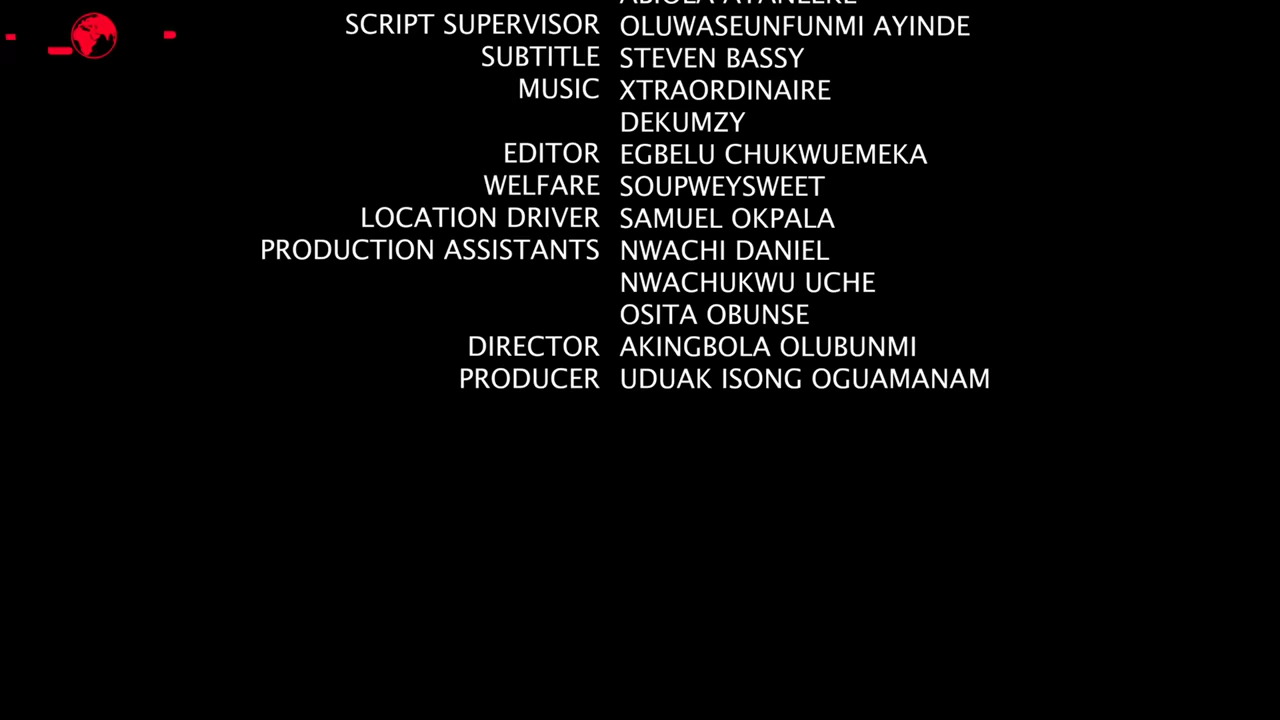 SCRIPT SUPERVISOR OLUWASEUNFUNMI AYINDE
SUBTITLE STEVEN BASSY
MUSIC XTRAORDINAIRE
DEKUMZY
EDITOR EGBELU CHUKWUEMEKA
WELFARE SOUPWEYSWEET
LOCATION DRIVER SAMUEL OKPALA
PRODUCTION ASSISTANTS NWACHI DANIEL
NWACHUKWU UCHE
OSITA OBUNSE
DIRECTOR AKINGBOLA OLUBUNMI
PRODUCER UDUAK ISONG OGUAMANAM